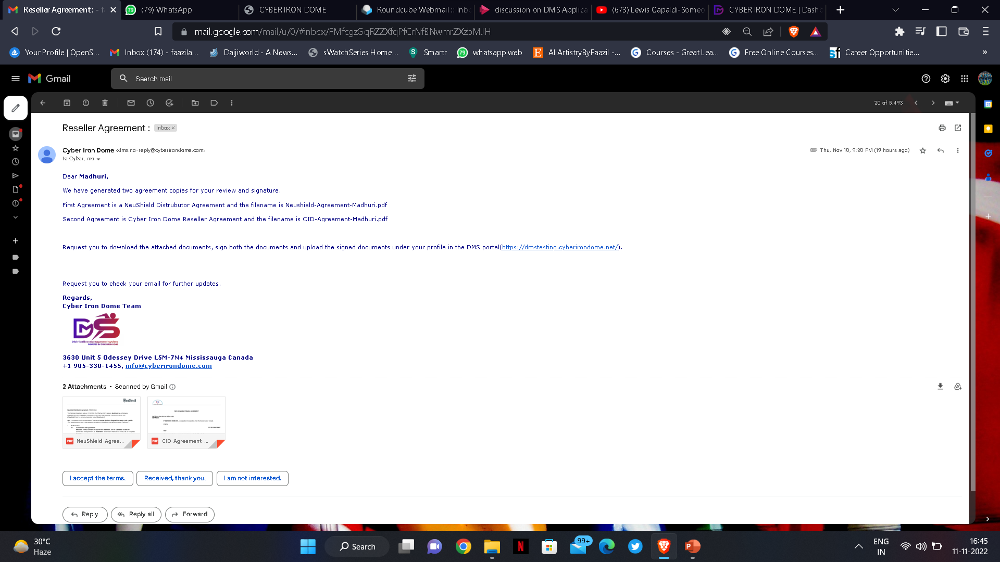 Reseller Agreement : - fa
(79) WhatsApp
CYBER IRON DOME
Roundcube Webmail :: Inbo
discussion on DMS Applica
(673) Lewis Capaldi-Someo
CYBER IRON DOME | Dashb
mail.google.com/mail/u/0/#inbox/FMfcgzGqRZZXfqPfCrNfBNwmrZXzbMJH
Your Profile | OpenS...
Inbox (174) - faazila...
Daijiworld - A News...
sWatchSeries Home...
Smartr
whatsapp web
AliArtistryByFaazil -...
Courses - Great Lea...
Free Online Courses...
Career Opportunitie...
Gmail
Search mail
20 of 5,493
Reseller Agreement :
Inbox ×
Cyber Iron Dome <dms.no-reply@cyberirondome.com>
Thu, Nov 10, 9:20 PM (19 hours ago)
to Cyber, me
Dear Madhuri,
We have generated two agreement copies for your review and signature.
First Agreement is a NeuShield Distrubutor Agreement and the filename is Neushield-Agreement-Madhuri.pdf
Second Agreement is Cyber Iron Dome Reseller Agreement and the filename is CID-Agreement-Madhuri.pdf
Request you to download the attached documents, sign both the documents and upload the signed documents under your profile in the DMS portal(https://dmstesting.cyberirondome.net/).
Request you to check your email for further updates.
Regards,
Cyber Iron Dome Team
DMS
Distribution management system
POWERED BY CYBER IRON DOME
3630 Unit 5 Odessey Drive L5M-7N4 Mississauga Canada
+1 905-330-1455, info@cyberirondome.com
2 Attachments • Scanned by Gmail
NeuShield
PDF NeuShield-Agree...
PDF CID-Agreement-...
I accept the terms.
Received, thank you.
I am not interested.
Reply
Reply all
Forward
30°C
Haze
Search
99+
ENG
IN
16:45
11-11-2022